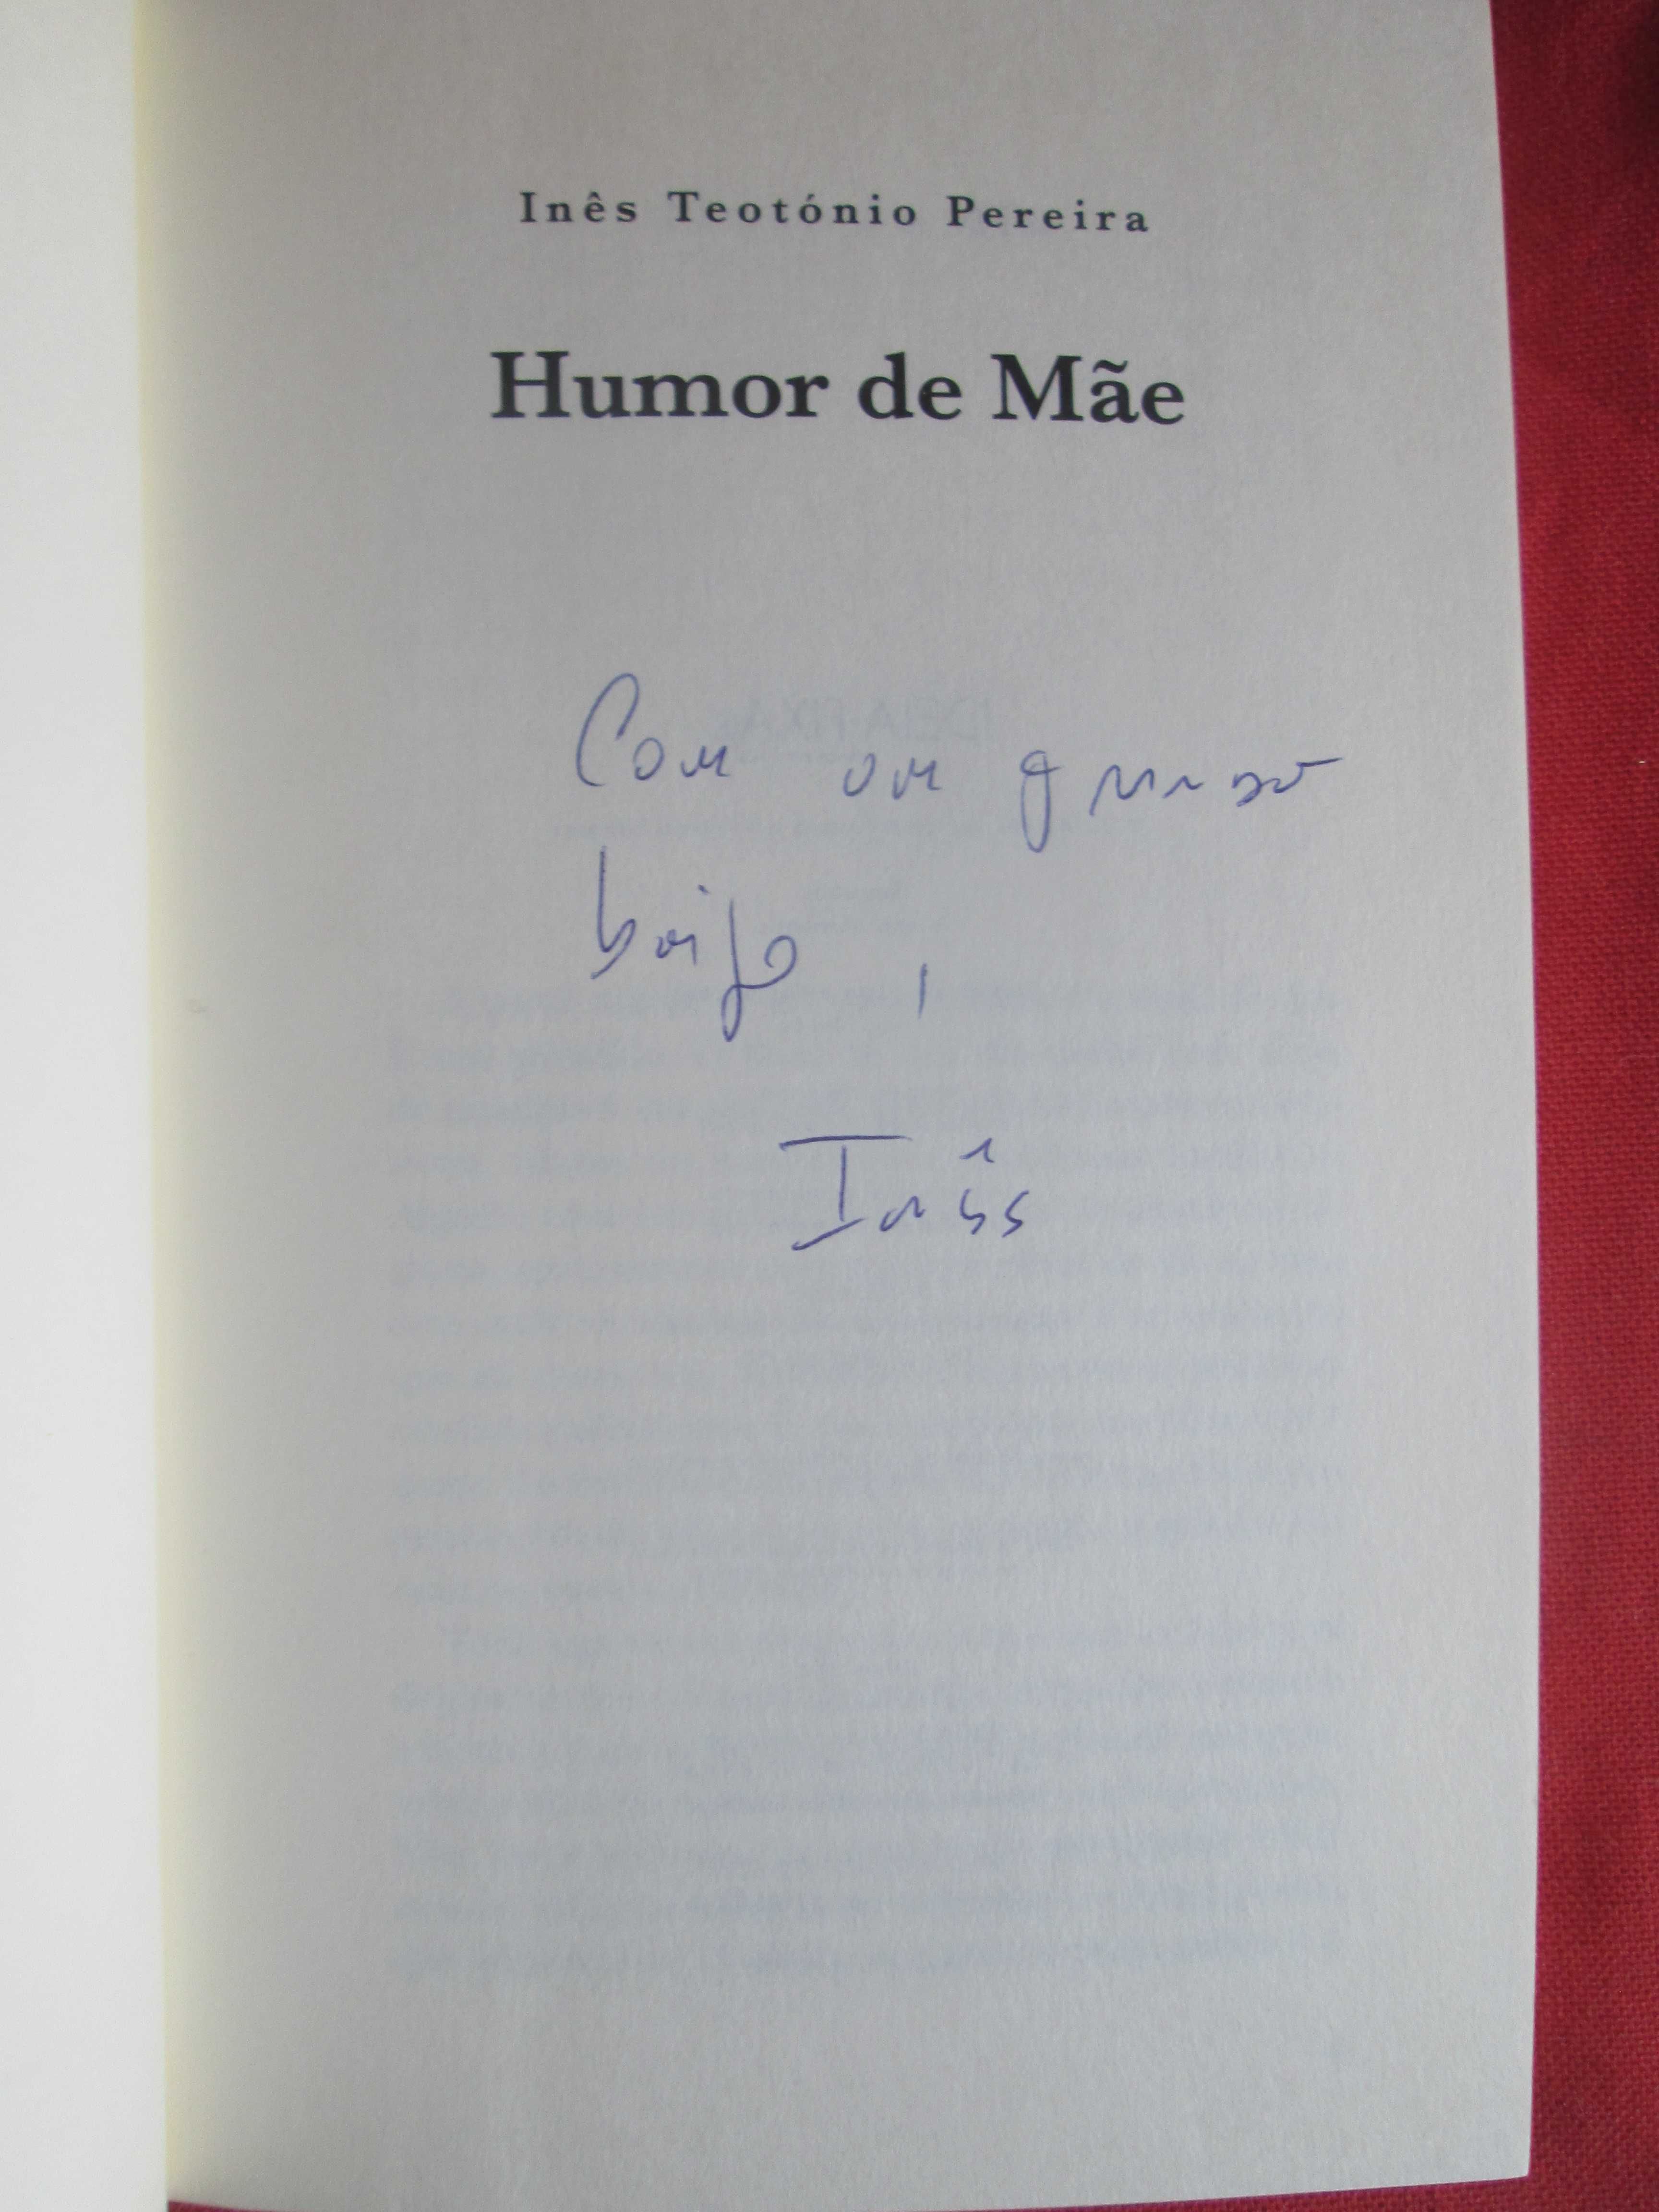 Inês Teotónio Pereira
Humor de Mãe
Com um grande
beijo,
Inês